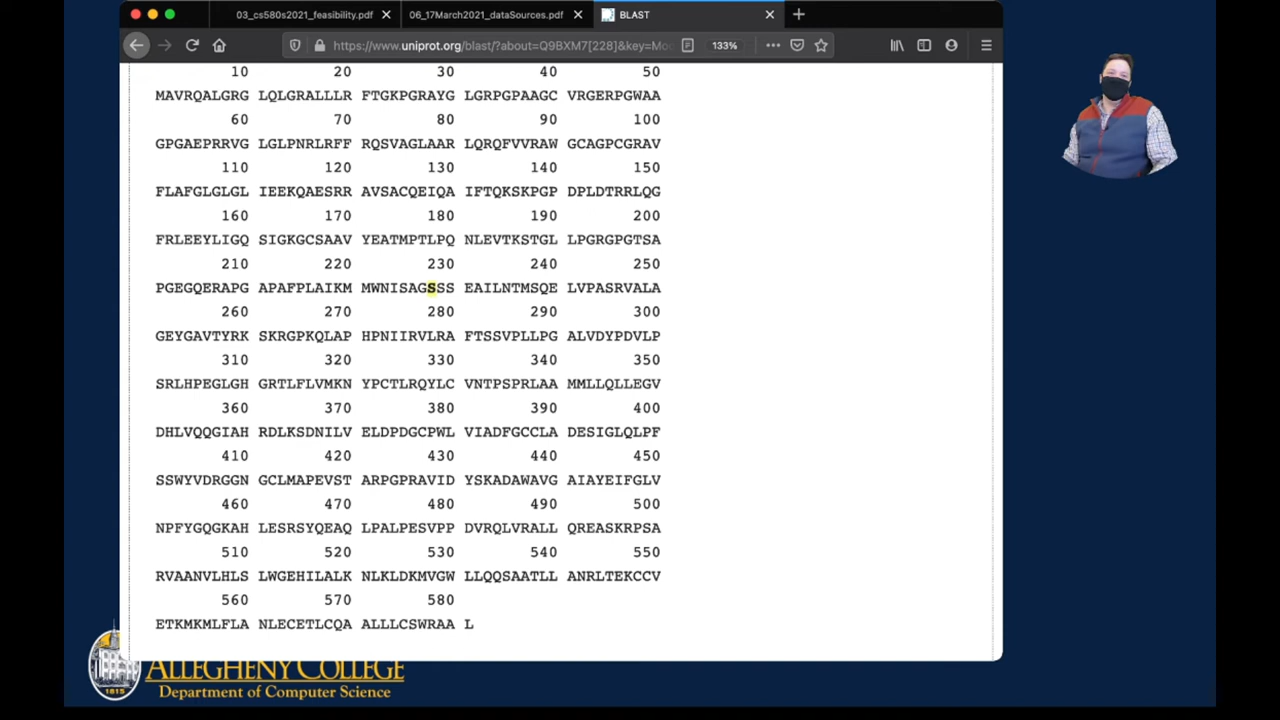 03_cs580s2021_feasibility.pdf
06_17March2021_dataSources.pdf
BLAST
https://www.uniprot.org/blast/?about=Q9BXM7[228]&key=Mo
133%
10 20 30 40 50
MAVRQALGRG LQLGRALLLR FTGKPGRAYG LGRPGPAAGC VRGERPGWAA
60 70 80 90 100
GPGAEPRRVG LGLPNRLRFF RQSVAGLAAR LQRQFVVRAW GCAGPCGRAV
110 120 130 140 150
FLAFGLGLGL IEEKQAESRR AVSACQEIQA IFTQKSKPGP DPLDTRRLQG
160 170 180 190 200
FRLEEYLIGQ SIGKGCSAAV YEATMPTLPQ NLEVTKSTGL LPGRGPGTSA
210 220 230 240 250
PGEGQERAPG APAFPLAIKM MWNISAGSSS EAILNTMSQE LVPASRVALA
260 270 280 290 300
GEYGAVTYRK SKRGPKQLAP HPNIIRVLRA FTSSVPLLPG ALVDYPDVLP
310 320 330 340 350
SRLHPEGLGH GRTLFLVMKN YPCTLRQYLC VNTPSPRLAA MMLLQLLEGV
360 370 380 390 400
DHLVQQGIAH RDLKSDNILV ELDPDGCPWL VIADFGCCLA DESIGLQLPF
410 420 430 440 450
SSWYVDRGGN GCLMAPEVST ARPGPRAVID YSKADAWAVG AIAYEIFGLV
460 470 480 490 500
NPFYGQGKAH LESRSYQEAQ LPALPESVPP DVRQLVRALL QREASKRPSA
510 520 530 540 550
RVAANVLHLS LWGEHILALK NLKLDKMVGW LLQQSAATLL ANRLTEKCCV
560 570 580
ETKMKMLFLA NLECETLCQA ALLLCSWRAA L
ALLEGHENY COLLEGE
Department of Computer Science
1815